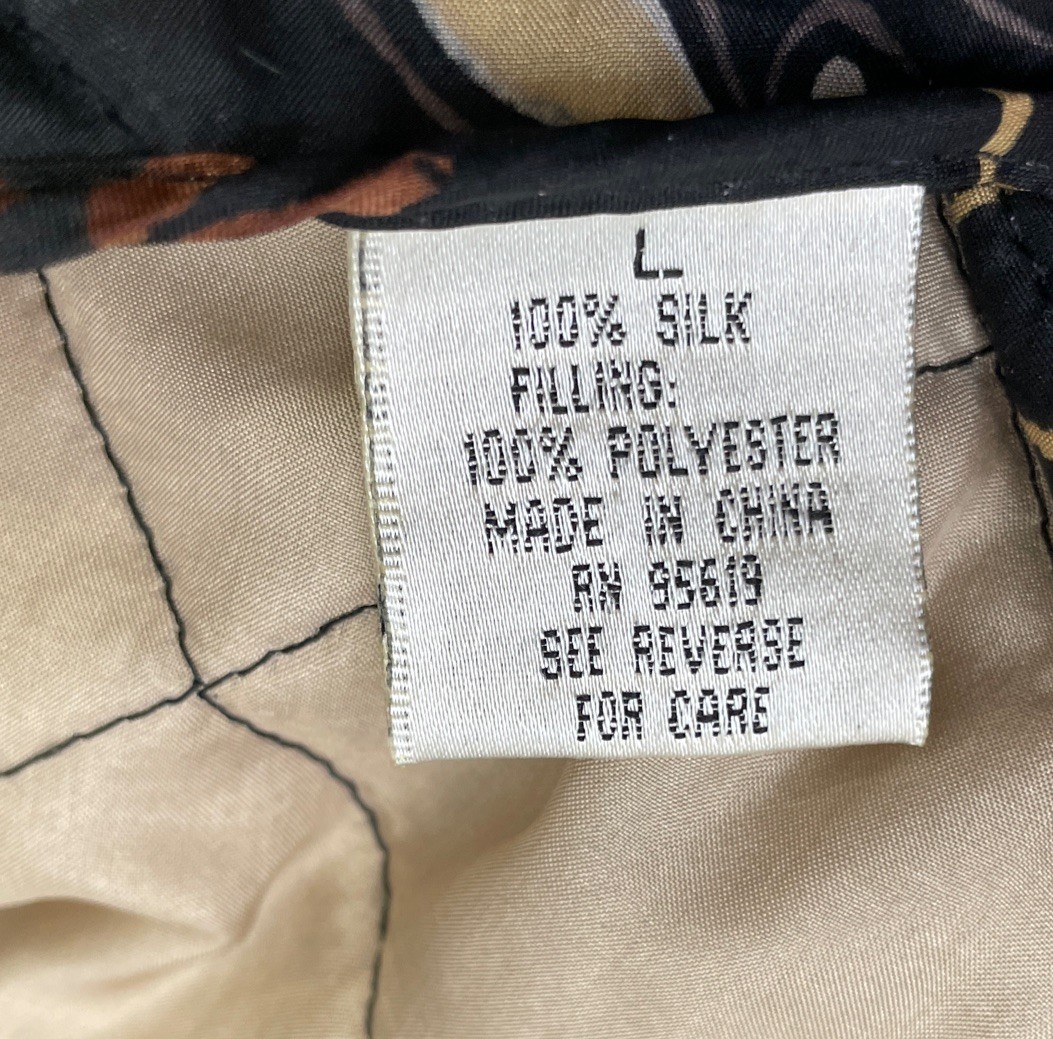 L
100% SILK
FILLING:
100% POLYESTER
MADE IN CHINA
RN 95619
SEE REVERSE
FOR CARE